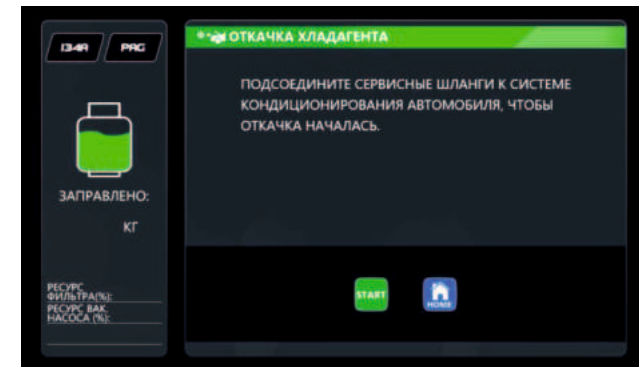 134A PAG
ЗАПРАВЛЕНО:
КГ
РЕСУРС
ФИЛЬТРА(%):
РЕСУРС ВАК.
НАСОСА (%):
ОТКАЧКА ХЛАДАГЕНТА
ПОДСОЕДИНИТЕ СЕРВИСНЫЕ ШЛАНГИ К СИСТЕМЕ
КОНДИЦИОНИРОВАНИЯ АВТОМОБИЛЯ, ЧТОБЫ
ОТКАЧКА НАЧАЛАСЬ.
START HOME